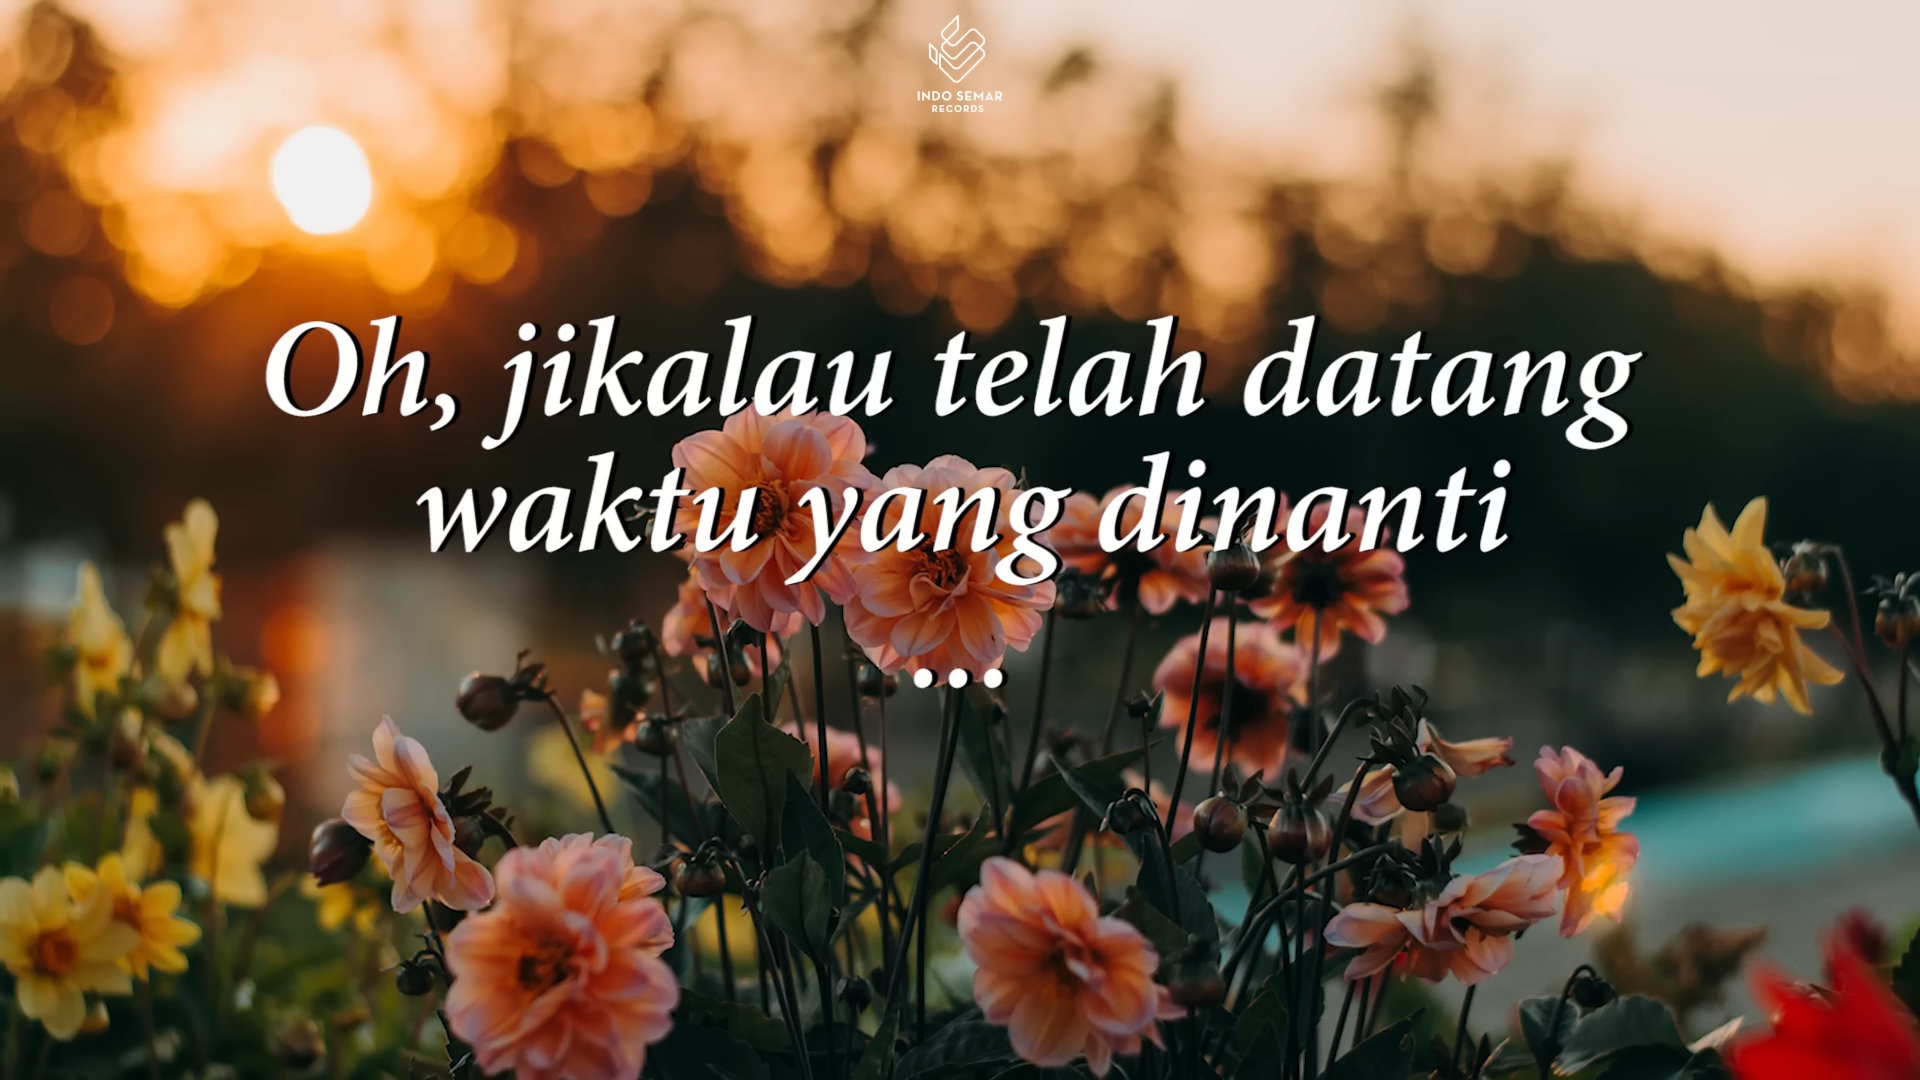 INDO SEMAR
RECORDS
Oh, jikalau telah datang
waktu yang dinanti
...